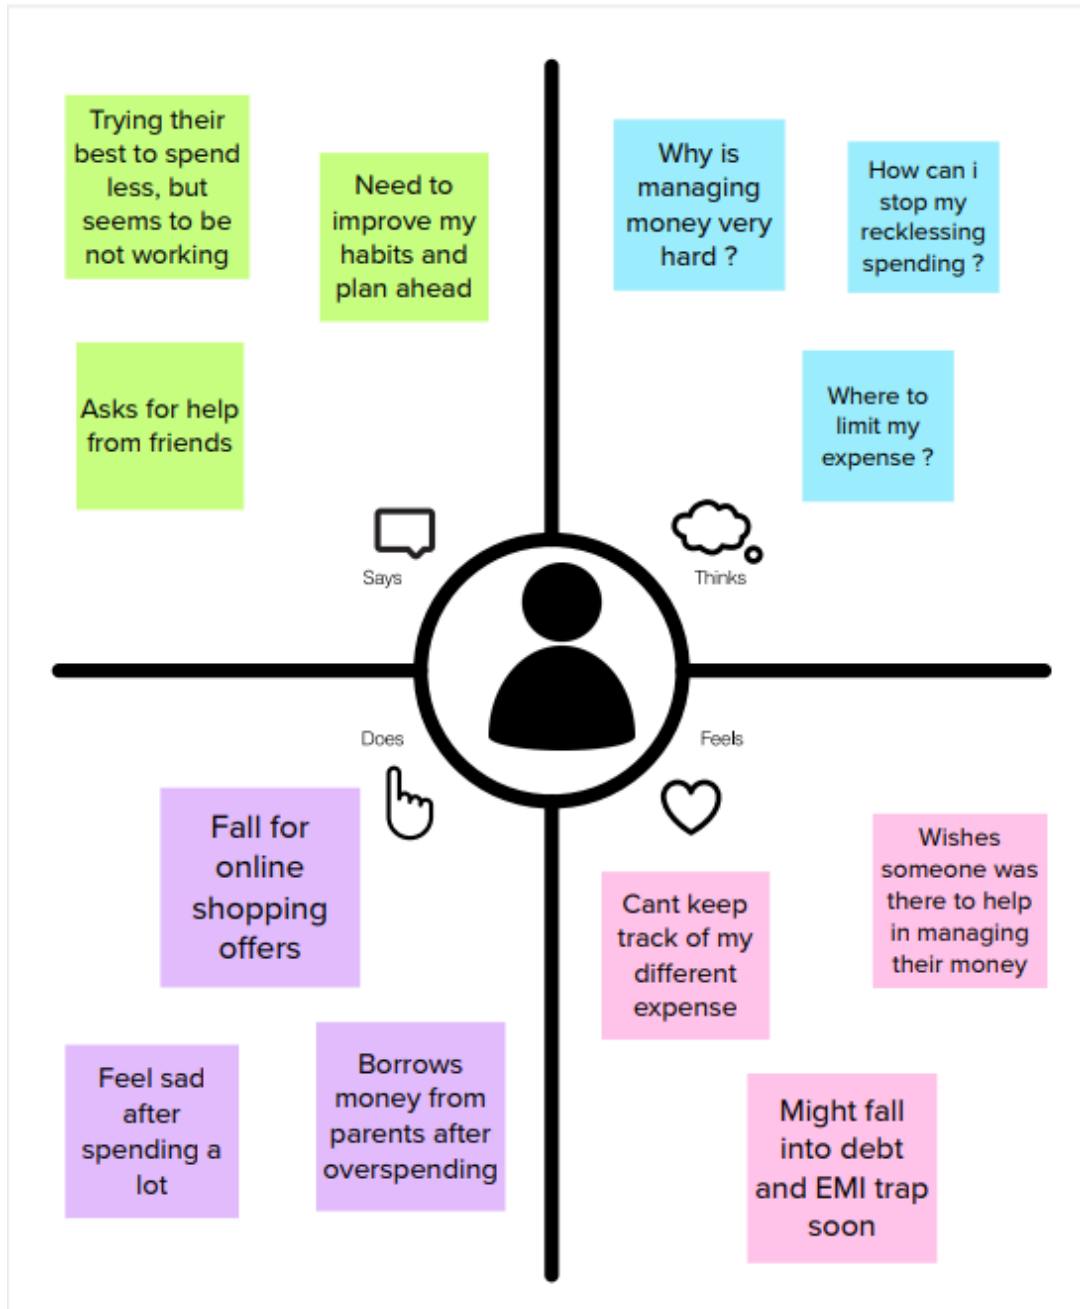 Trying their
best to spend
less, but
seems to be
not working
Need to
improve my
habits and
plan ahead
Asks for help
from friends
Says
Why is
managing
money very
hard ?
How can i
stop my
recklessing
spending ?
Where to
limit my
expense ?
Thinks
Does
Fall for
online
shopping
offers
Feel sad
after
spending a
lot
Borrows
money from
parents after
overspending
Feels
Cant keep
track of my
different
expense
Wishes
someone was
there to help
in managing
their money
Might fall
into debt
and EMI trap
soon